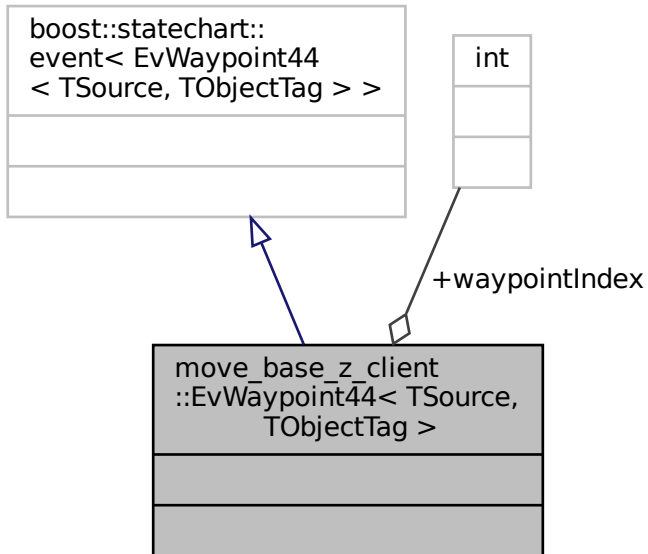 boost::statechart::
event< EvWaypoint44
< TSource, TObjectTag > >
int
+waypointIndex
move_base_z_client
::EvWaypoint44< TSource,
TObjectTag >